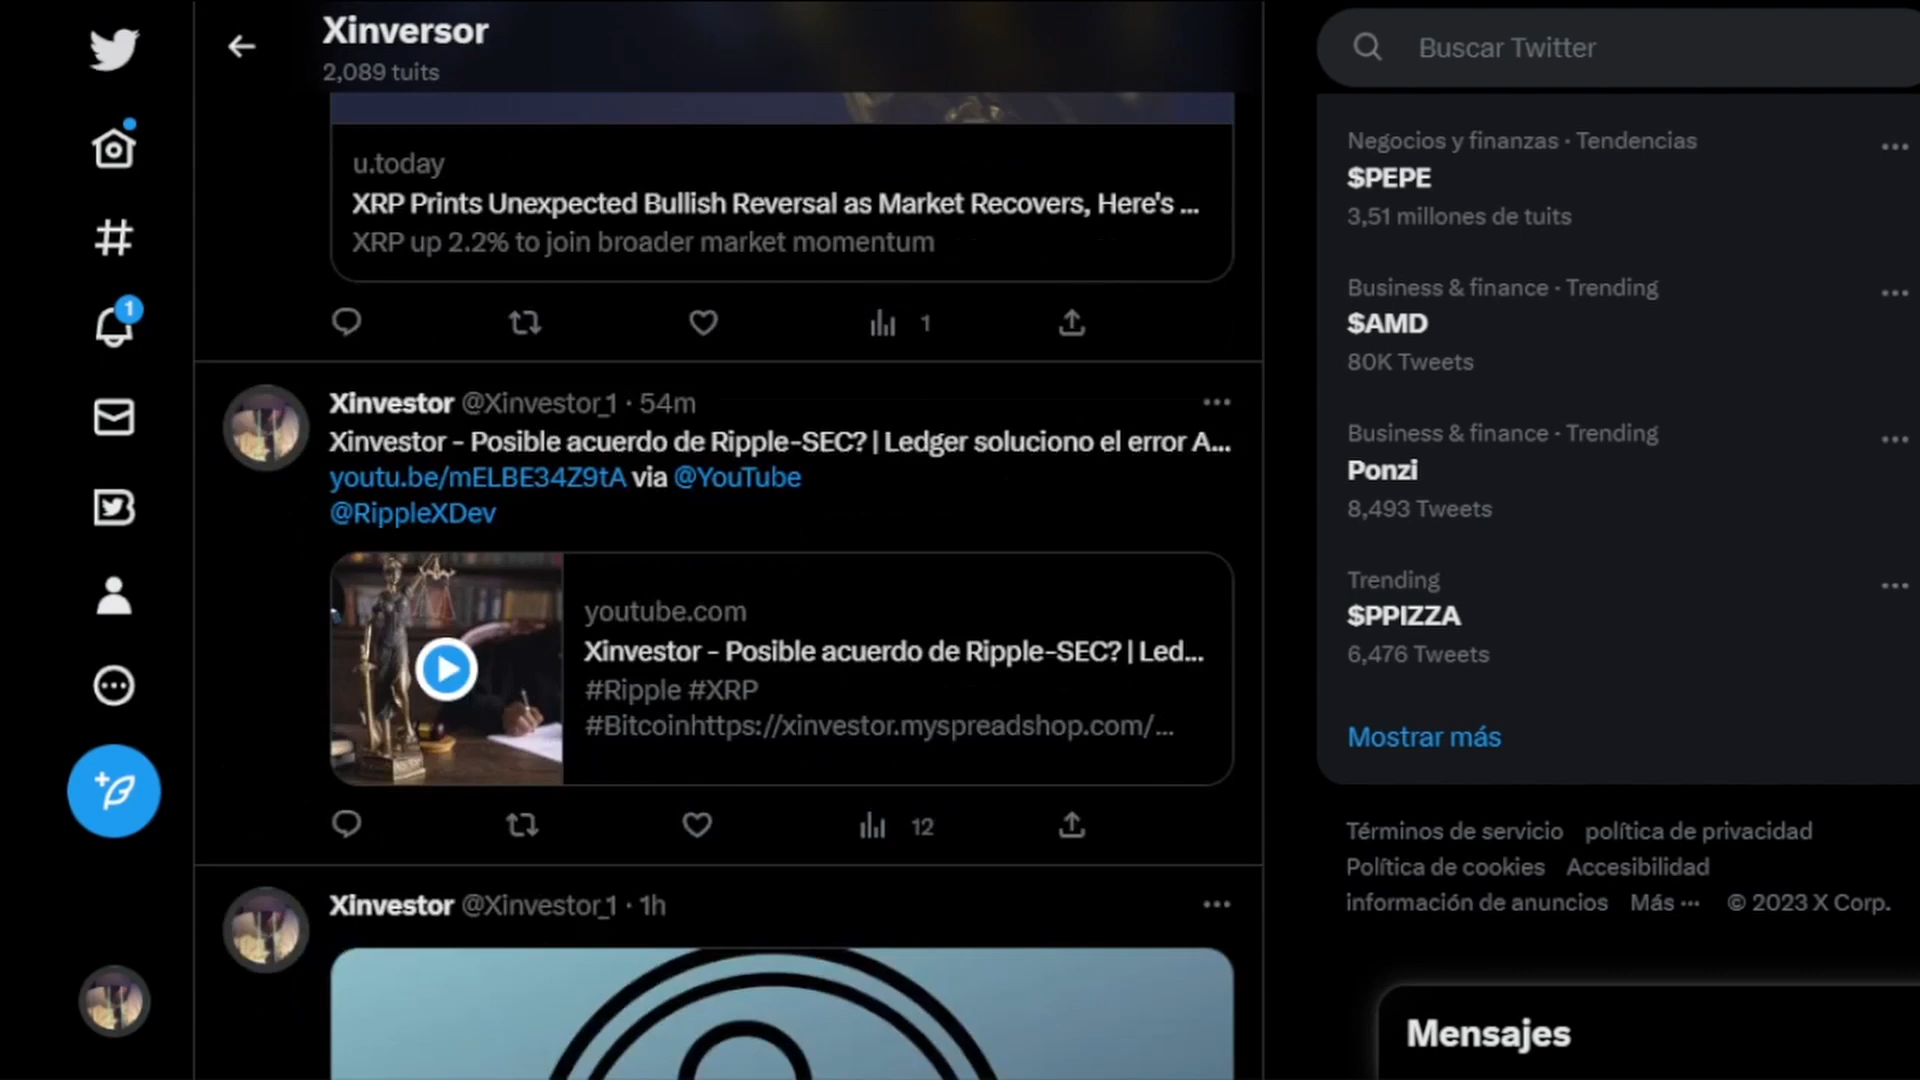 Xinversor
2,089 tuits
u.today
XRP Prints Unexpected Bullish Reversal as Market Recovers, Here's ...
XRP up 2.2% to join broader market momentum
1
Xinvestor @Xinvestor_1 · 54m
Xinvestor - Posible acuerdo de Ripple-SEC? | Ledger soluciono el error A...
youtu.be/mELBE34Z9tA via @YouTube
@RippleXDev
youtube.com
Xinvestor - Posible acuerdo de Ripple-SEC? | Led...
#Ripple #XRP
#Bitcoinhttps://xinvestor.myspreadshop.com/...
12
Xinvestor @Xinvestor_1 · 1h
1
Buscar Twitter
Negocios y finanzas · Tendencias
$PEPE
3,51 millones de tuits
Business & finance · Trending
$AMD
80K Tweets
Business & finance · Trending
Ponzi
8,493 Tweets
Trending
$PPIZZA
6,476 Tweets
Mostrar más
Términos de servicio política de privacidad
Política de cookies Accesibilidad
información de anuncios Más ··· © 2023 X Corp.
Mensajes